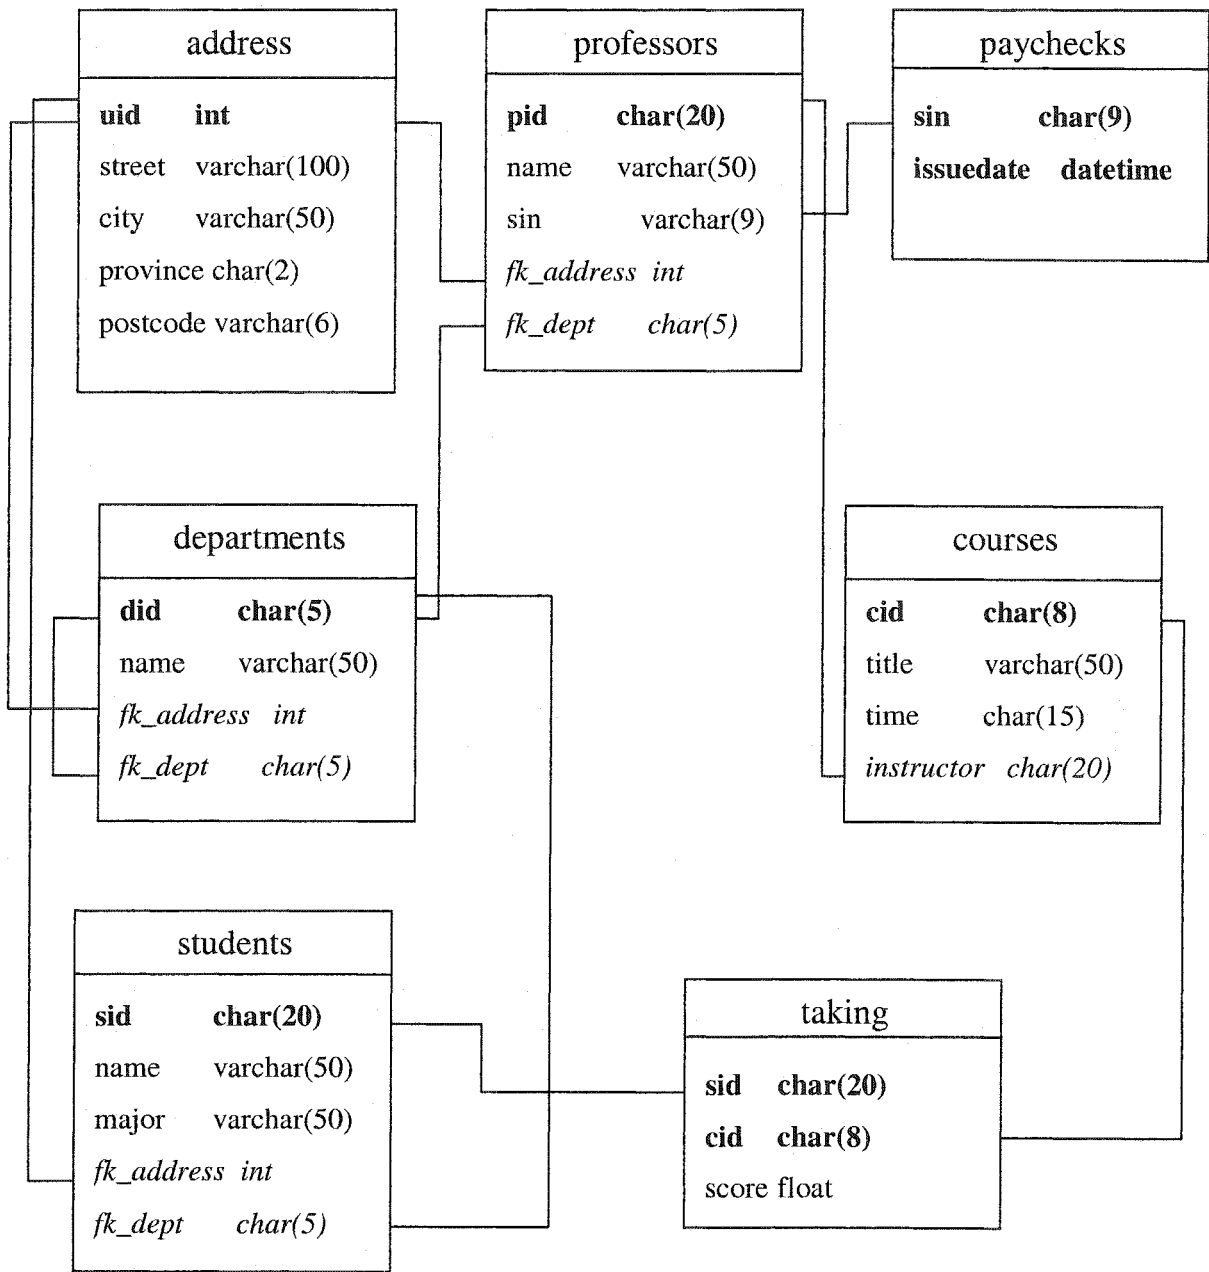 address
uid int
street varchar(100)
city varchar(50)
province char(2)
postcode varchar(6)
professors
pid char(20)
name varchar(50)
sin varchar(9)
fk_address int
fk_dept char(5)
paychecks
sin char(9)
issuedate datetime
departments
did char(5)
name varchar(50)
fk_address int
fk_dept char(5)
courses
cid char(8)
title varchar(50)
time char(15)
instructor char(20)
students
sid char(20)
name varchar(50)
major varchar(50)
fk_address int
fk_dept char(5)
taking
sid char(20)
cid char(8)
score float